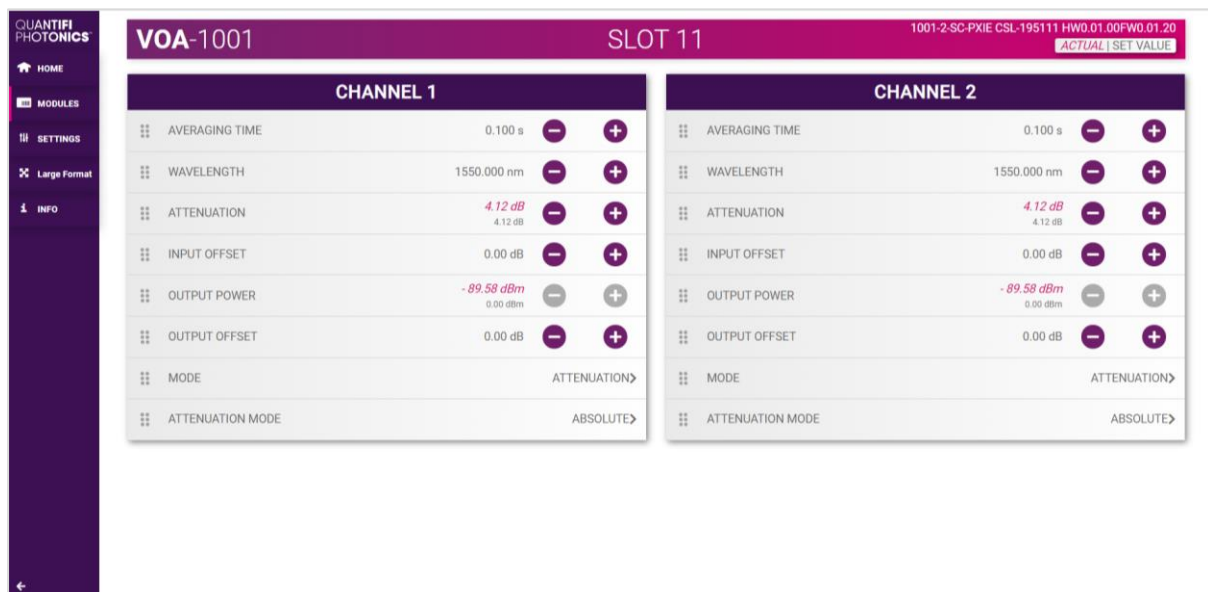 QUANTIFI
PHOTONICS
HOME
MODULES
SETTINGS
Large Format
INFO
VOA-1001
SLOT 11
1001-2-SC-PXIE CSL-195111 HW0.01.00FW0.01.20
ACTUAL | SET VALUE
CHANNEL 1
AVERAGING TIME 0.100 s
WAVELENGTH 1550.000 nm
ATTENUATION 4.12 dB
4.12 dB
INPUT OFFSET 0.00 dB
OUTPUT POWER - 89.58 dBm
0.00 dBm
OUTPUT OFFSET 0.00 dB
MODE ATTENUATION
ATTENUATION MODE ABSOLUTE
CHANNEL 2
AVERAGING TIME 0.100 s
WAVELENGTH 1550.000 nm
ATTENUATION 4.12 dB
4.12 dB
INPUT OFFSET 0.00 dB
OUTPUT POWER - 89.58 dBm
0.00 dBm
OUTPUT OFFSET 0.00 dB
MODE ATTENUATION
ATTENUATION MODE ABSOLUTE